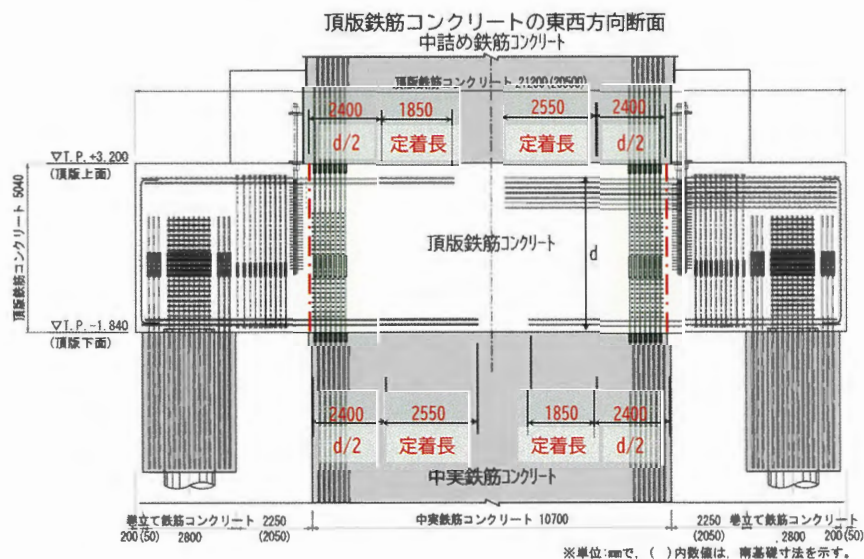 頂版鉄筋コンクリートの東西方向断面
中詰め鉄筋コンクリート
頂版鉄筋コンクリート 21200(20500)
2400 1850 2550 2400
d/2 定着長 定着長 d/2
▽T.P.+3.200
(頂版上面)
頂版鉄筋コンクリート 5040
頂版鉄筋コンクリート
d
▽T.P.-1.840
(頂版下面)
2400 2550 1850 2400
d/2 定着長 定着長 d/2
中実鉄筋コンクリート
巻立て鉄筋コンクリート 2250 中実鉄筋コンクリート 10700 2250 巻立て鉄筋コンクリート
200(50) 2800 (2050) (2050) 2800 200(50)
※単位:mmで、( )内数値は、南基礎寸法を示す。